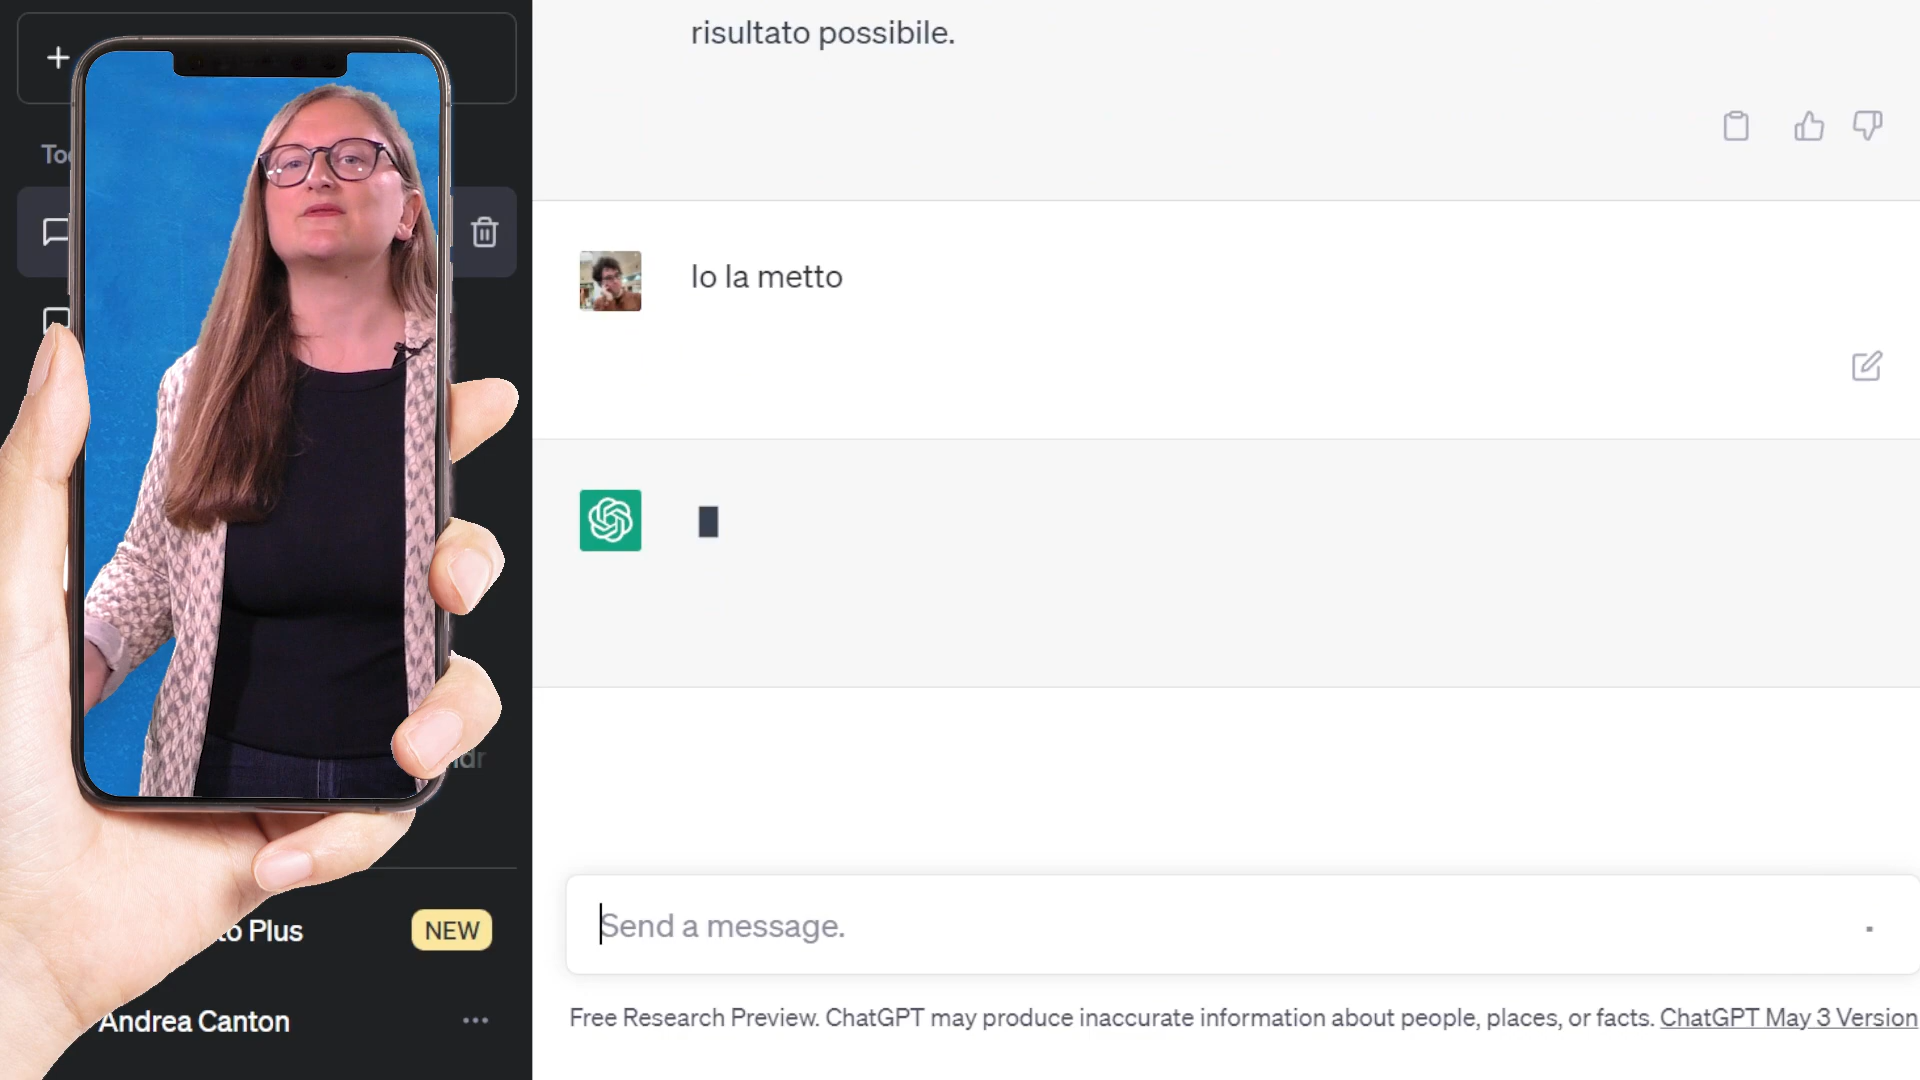 risultato possibile.
Io la metto
to Plus
NEW
Andrea Canton
Send a message.
Free Research Preview. ChatGPT may produce inaccurate information about people, places, or facts. ChatGPT May 3 Version